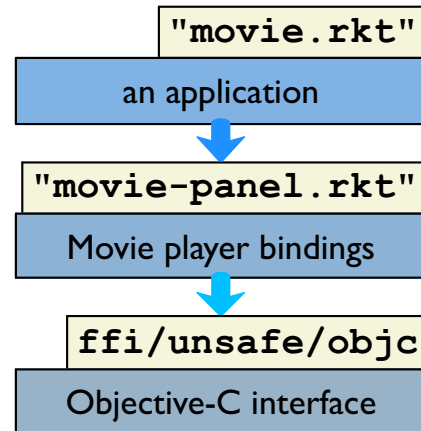 "movie.rkt"
an application
"movie-panel.rkt"
Movie player bindings
ffi/unsafe/objc
Objective-C interface